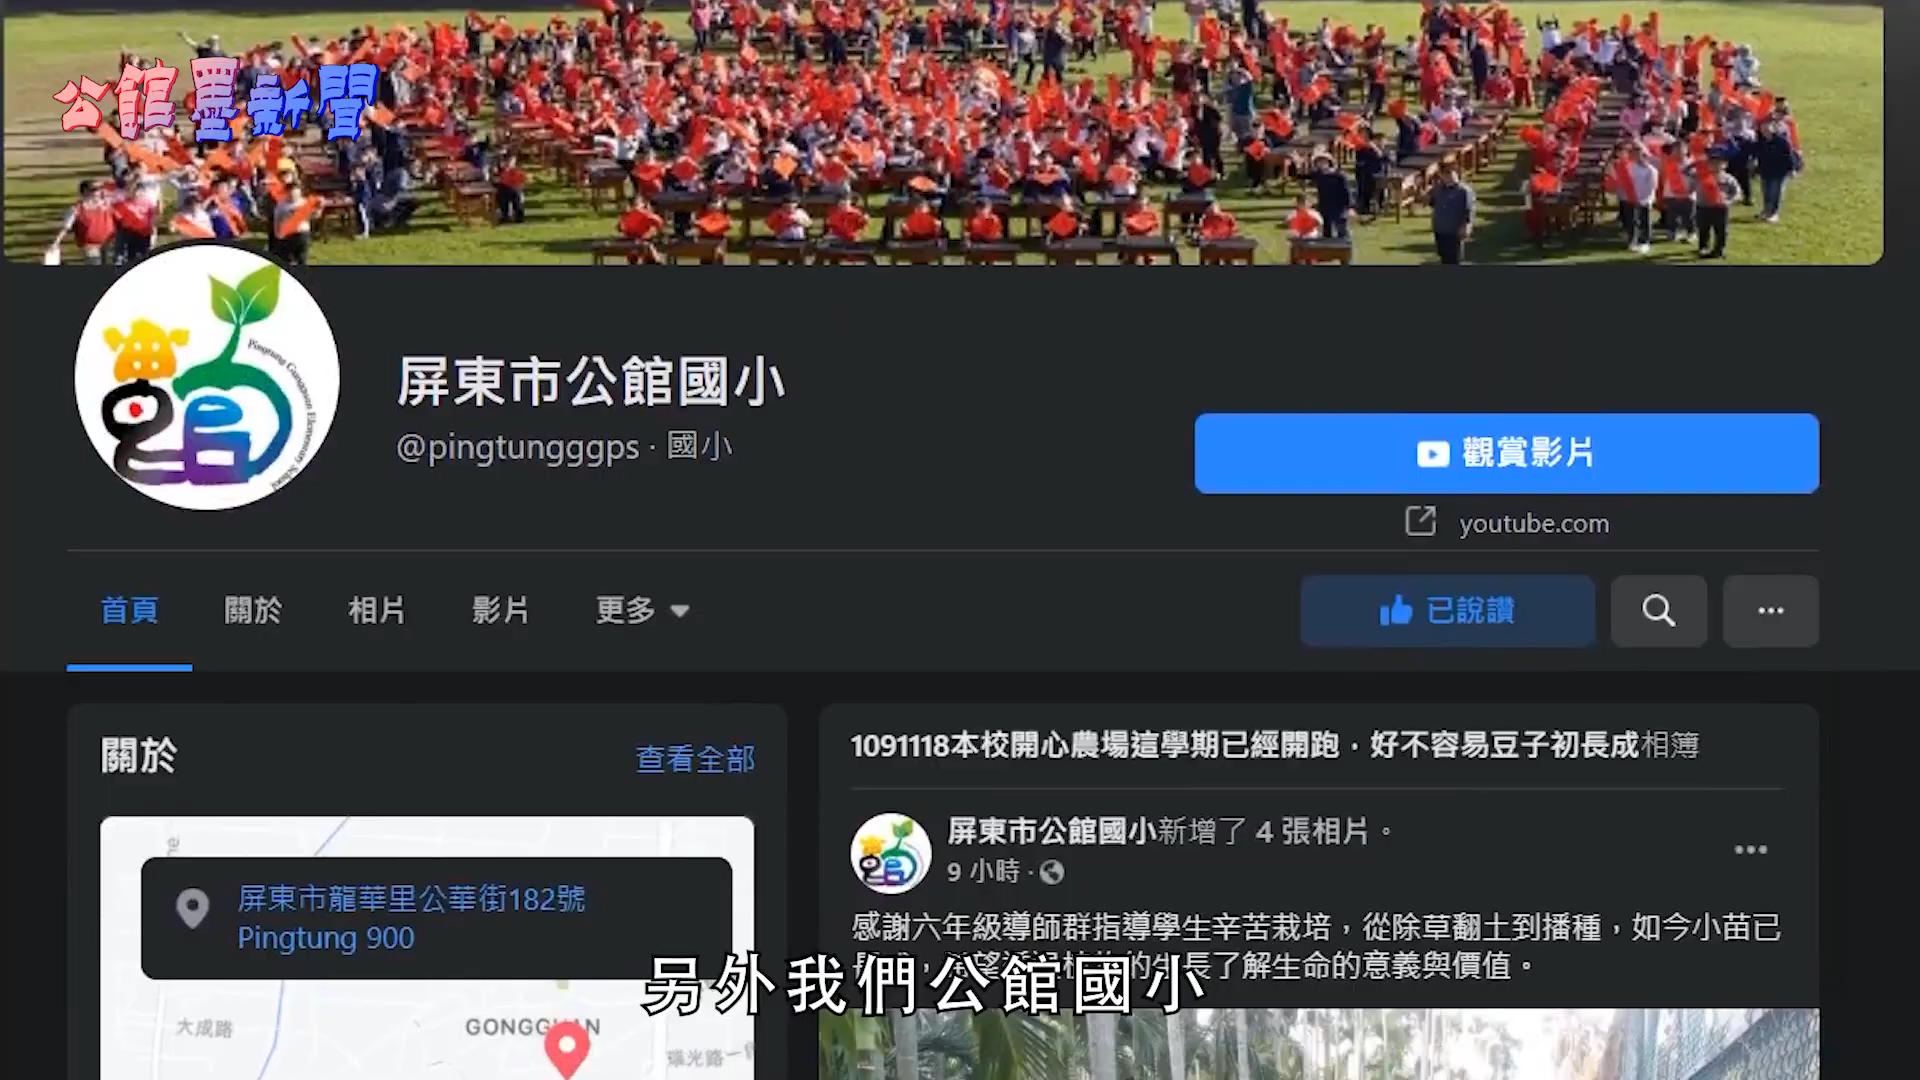 公館墨新聞
Pingtung Gungguan Elementary School
屏東市公館國小
@pingtungggps · 國小
觀賞影片
youtube.com
首頁
關於
相片
影片
更多
已說讚
關於
查看全部
屏東市龍華里公華街182號
Pingtung 900
大成路
1091118本校開心農場這學期已經開跑，好不容易豆子初長成相簿
屏東市公館國小新增了 4 張相片。
9 小時 ·
感謝六年級導師群指導學生辛苦栽培，從除草翻土到播種，如今小苗已
的生長了解生命的意義與價值。
另外我們公館國小